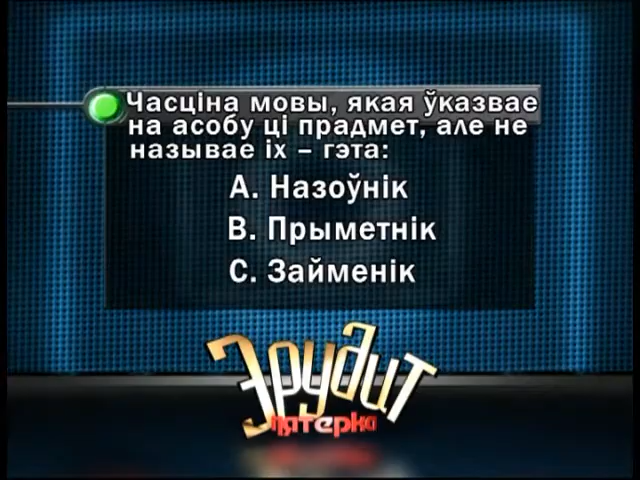 Часціна мовы, якая ўказвае
на асобу ці прадмет, але не
называе іх – гэта:
А. Назоўнік
В. Прыметнік
С. Займенік
Эрудит
пятерка